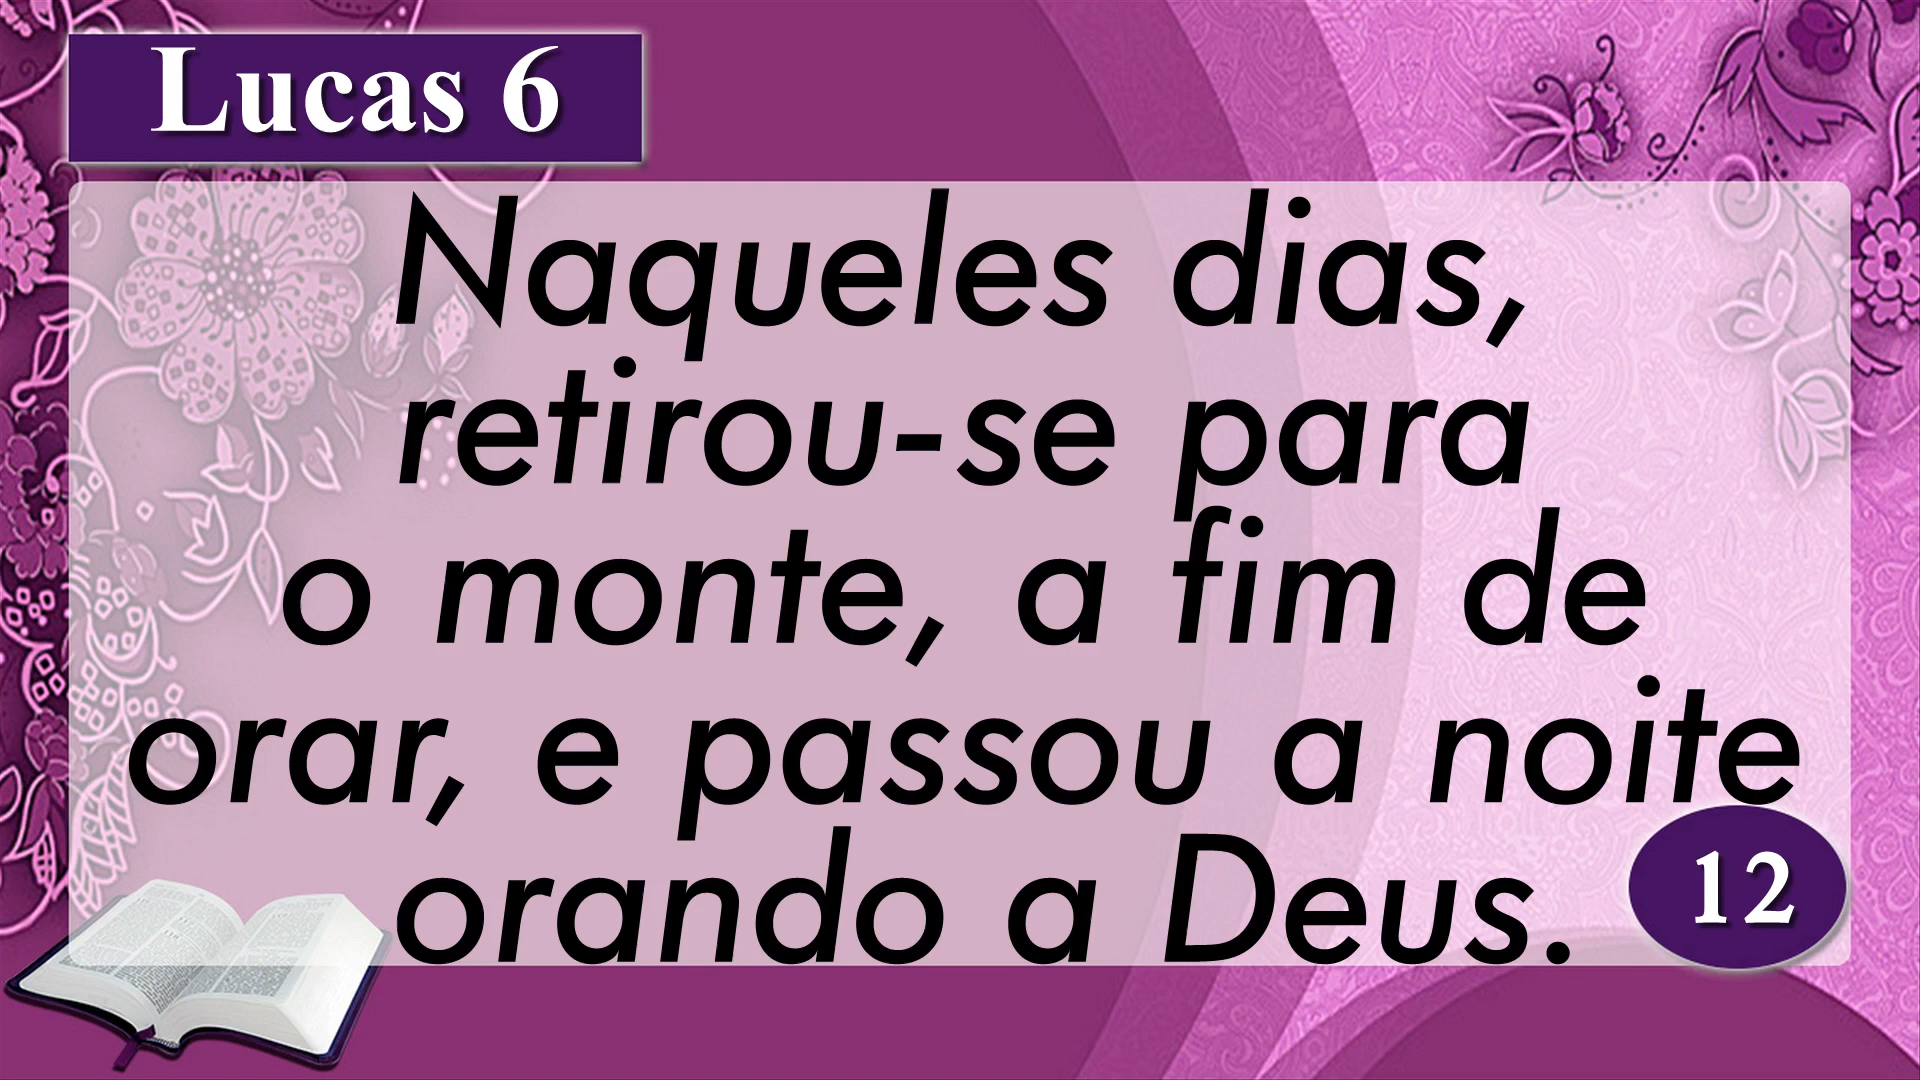 Lucas 6
Naqueles dias,
retirou-se para
o monte, a fim de
orar, e passou a noite
orando a Deus.
12